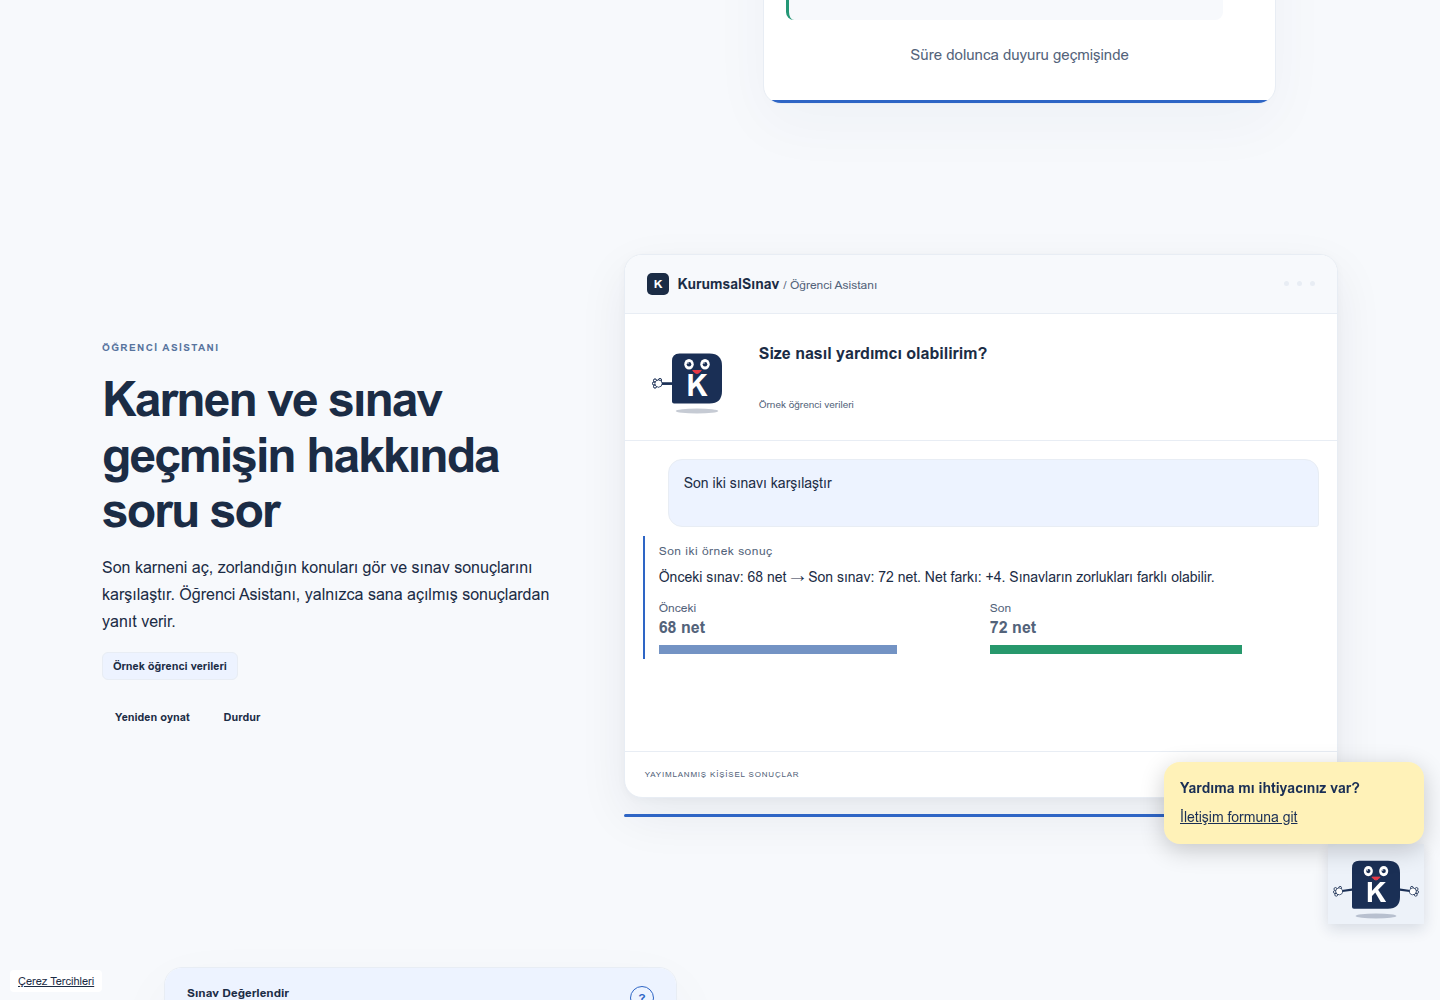 Süre dolunca duyuru geçmişinde
ÖĞRENCİ ASİSTANI
Karnen ve sınav
geçmişin hakkında
soru sor
Son karneni aç, zorlandığın konuları gör ve sınav sonuçlarını
karşılaştır. Öğrenci Asistanı, yalnızca sana açılmış sonuçlardan
yanıt verir.
Örnek öğrenci verileri
Yeniden oynat Durdur
K KurumsalSınav / Öğrenci Asistanı
Size nasıl yardımcı olabilirim?
K
Örnek öğrenci verileri
Son iki sınavı karşılaştır
Son iki örnek sonuç
Önceki sınav: 68 net → Son sınav: 72 net. Net farkı: +4. Sınavların zorlukları farklı olabilir.
Önceki Son
68 net 72 net
YAYIMLANMIŞ KİŞİSEL SONUÇLAR
Yardıma mı ihtiyacınız var?
İletişim formuna git
K
Çerez Tercihleri
Sınav Değerlendir ?